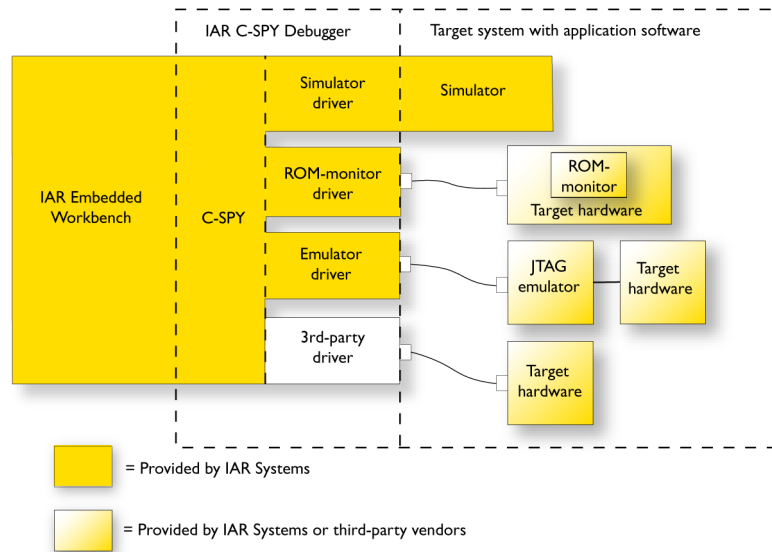 IAR C-SPY Debugger
Target system with application software
Simulator
driver
Simulator
ROM-monitor
driver
ROM-
monitor
Target hardware
IAR Embedded
Workbench
C-SPY
Emulator
driver
JTAG
emulator
Target
hardware
3rd-party
driver
Target
hardware
= Provided by IAR Systems
= Provided by IAR Systems or third-party vendors